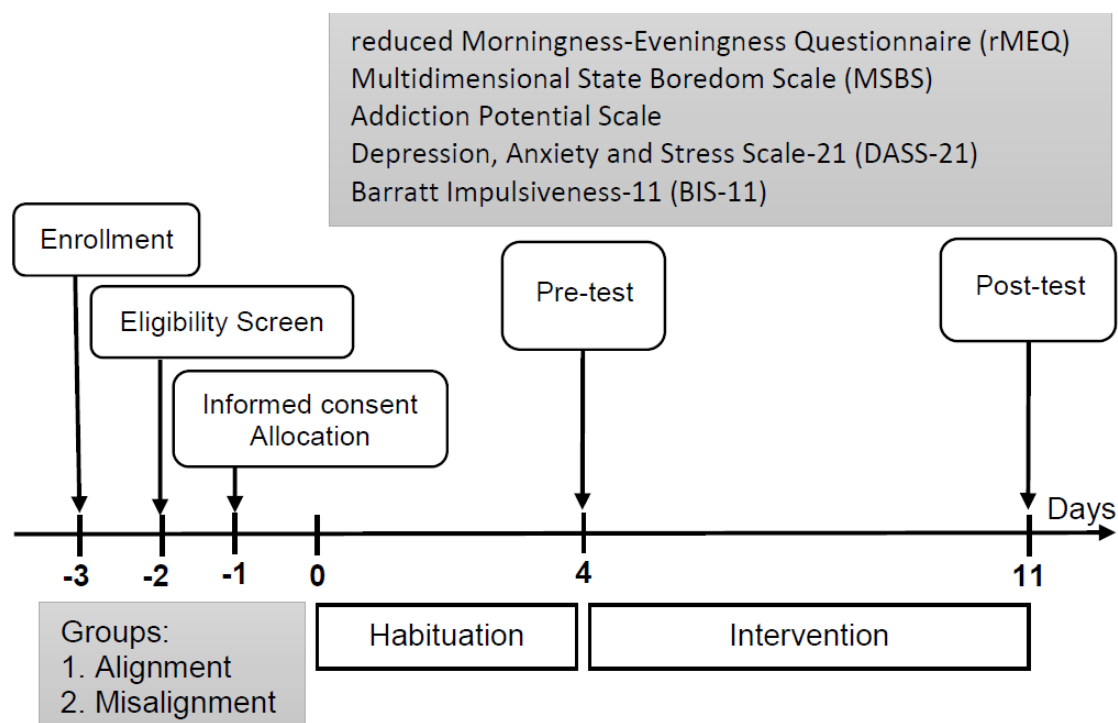 reduced Morningness-Eveningness Questionnaire (rMEQ)
Multidimensional State Boredom Scale (MSBS)
Addiction Potential Scale
Depression, Anxiety and Stress Scale-21 (DASS-21)
Barratt Impulsiveness-11 (BIS-11)
Enrollment
Eligibility Screen
Informed consent
Allocation
Pre-test
Post-test
Days
-3 -2 -1 0 4 11
Groups:
1. Alignment
2. Misalignment
Habituation
Intervention